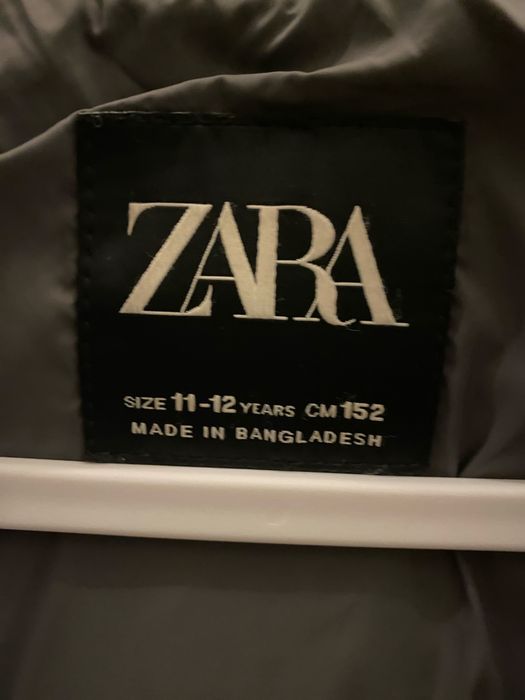 ZARA
SIZE 11-12 YEARS CM 152
MADE IN BANGLADESH